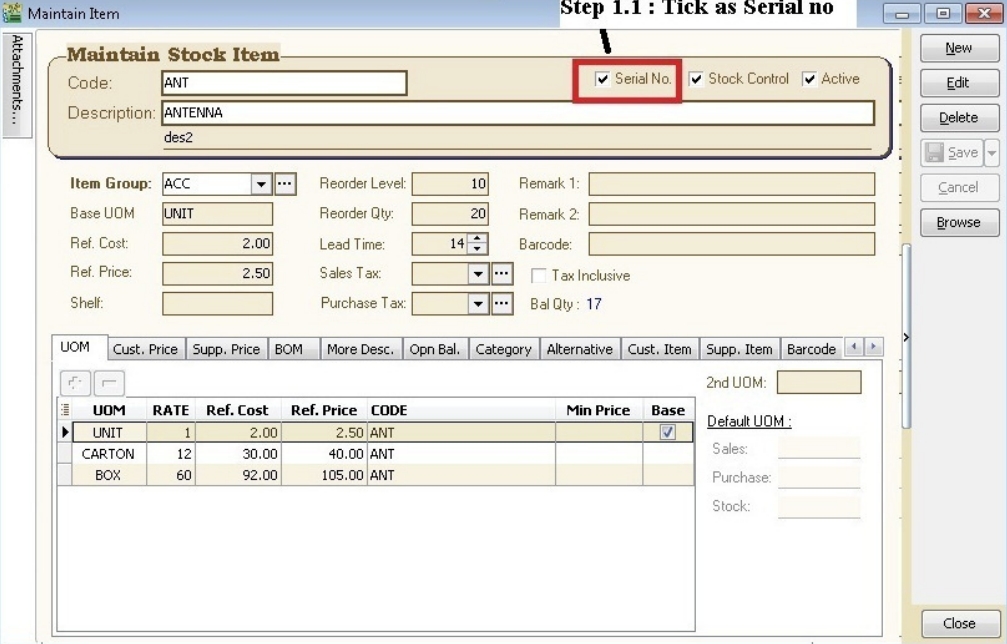 Step 1.1 : Tick as Serial no
Maintain Item
Attachments...
Maintain Stock Item
Code: ANT Serial No. Stock Control Active
Description: ANTENNA
des2
Item Group: ACC Reorder Level: 10 Remark 1:
Base UOM UNIT Reorder Qty: 20 Remark 2:
Ref. Cost: 2.00 Lead Time: 14 Barcode:
Ref. Price: 2.50 Sales Tax: Tax Inclusive
Shelf: Purchase Tax: Bal Qty : 17
UOM Cust. Price Supp. Price BOM More Desc. Opn Bal. Category Alternative Cust. Item Supp. Item Barcode
2nd UOM:
UOM RATE Ref. Cost Ref. Price CODE Min Price Base
UNIT 1 2.00 2.50 ANT
CARTON 12 30.00 40.00 ANT
BOX 60 92.00 105.00 ANT
Default UOM :
Sales:
Purchase:
Stock:
New
Edit
Delete
Save
Cancel
Browse
Close